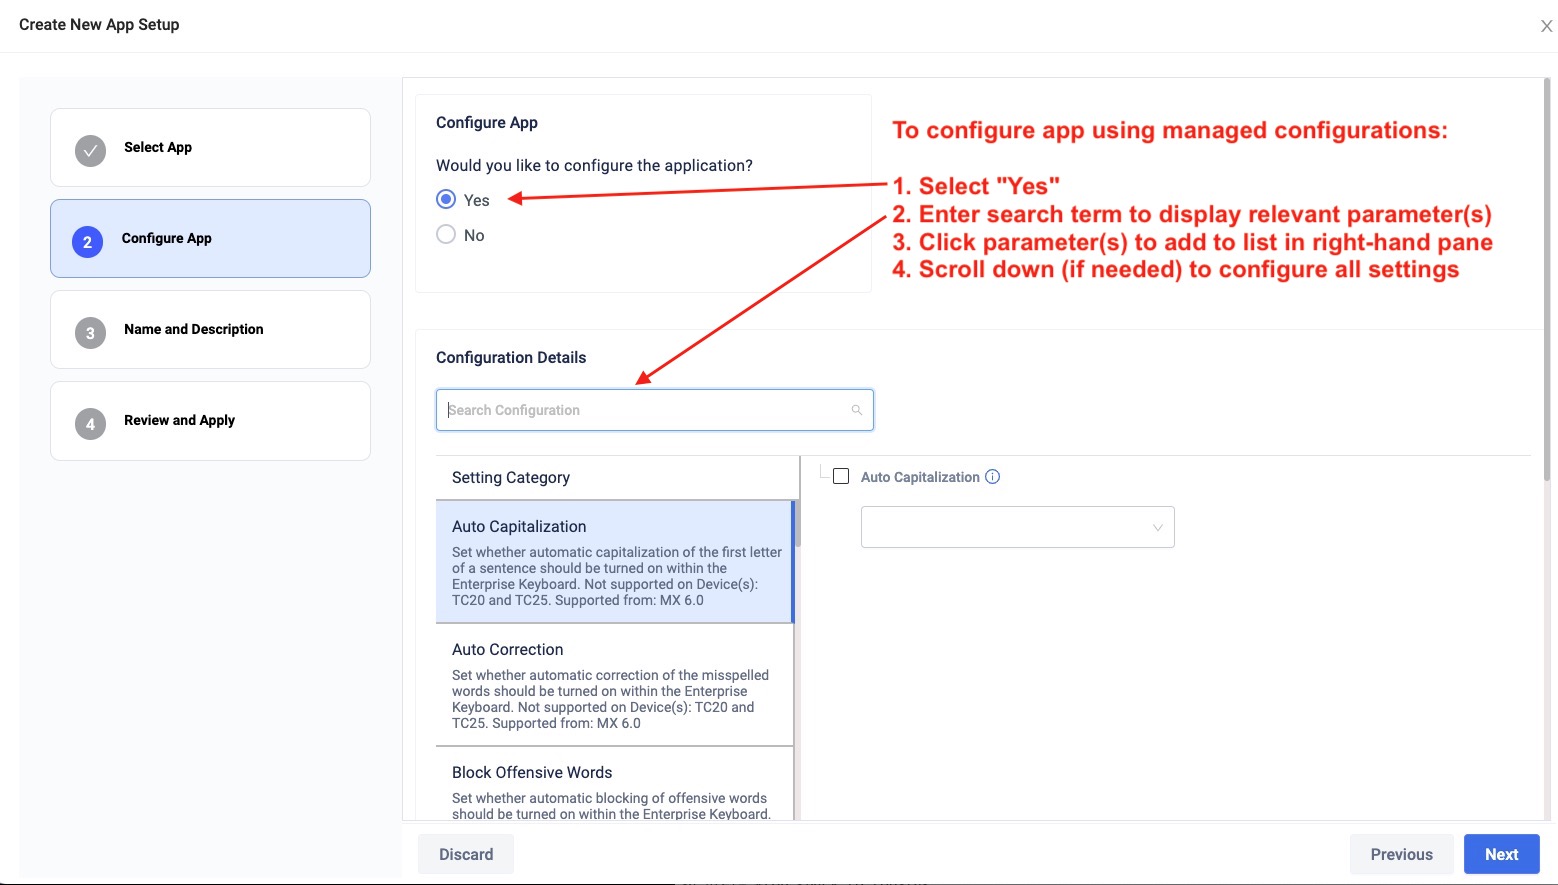 Create New App Setup
X
Select App
2
Configure App
3
Name and Description
4
Review and Apply
Configure App
Would you like to configure the application?
Yes
No
To configure app using managed configurations:
1. Select "Yes"
2. Enter search term to display relevant parameter(s)
3. Click parameter(s) to add to list in right-hand pane
4. Scroll down (if needed) to configure all settings
Configuration Details
Search Configuration
Setting Category
Auto Capitalization
Set whether automatic capitalization of the first letter
of a sentence should be turned on within the
Enterprise Keyboard. Not supported on Device(s):
TC20 and TC25. Supported from: MX 6.0
Auto Correction
Set whether automatic correction of the misspelled
words should be turned on within the Enterprise
Keyboard. Not supported on Device(s): TC20 and
TC25. Supported from: MX 6.0
Block Offensive Words
Set whether automatic blocking of offensive words
should be turned on within the Enterprise Keyboard.
Auto Capitalization
Discard
Previous
Next